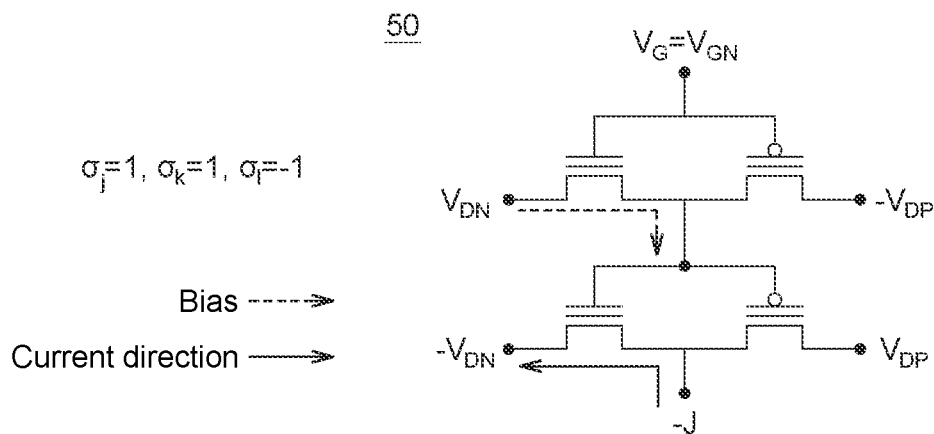 50
V_G=V_GN
σ_j=1, σ_k=1, σ_l=-1
V_DN
-V_DP
Bias
Current direction
-V_DN
V_DP
-J